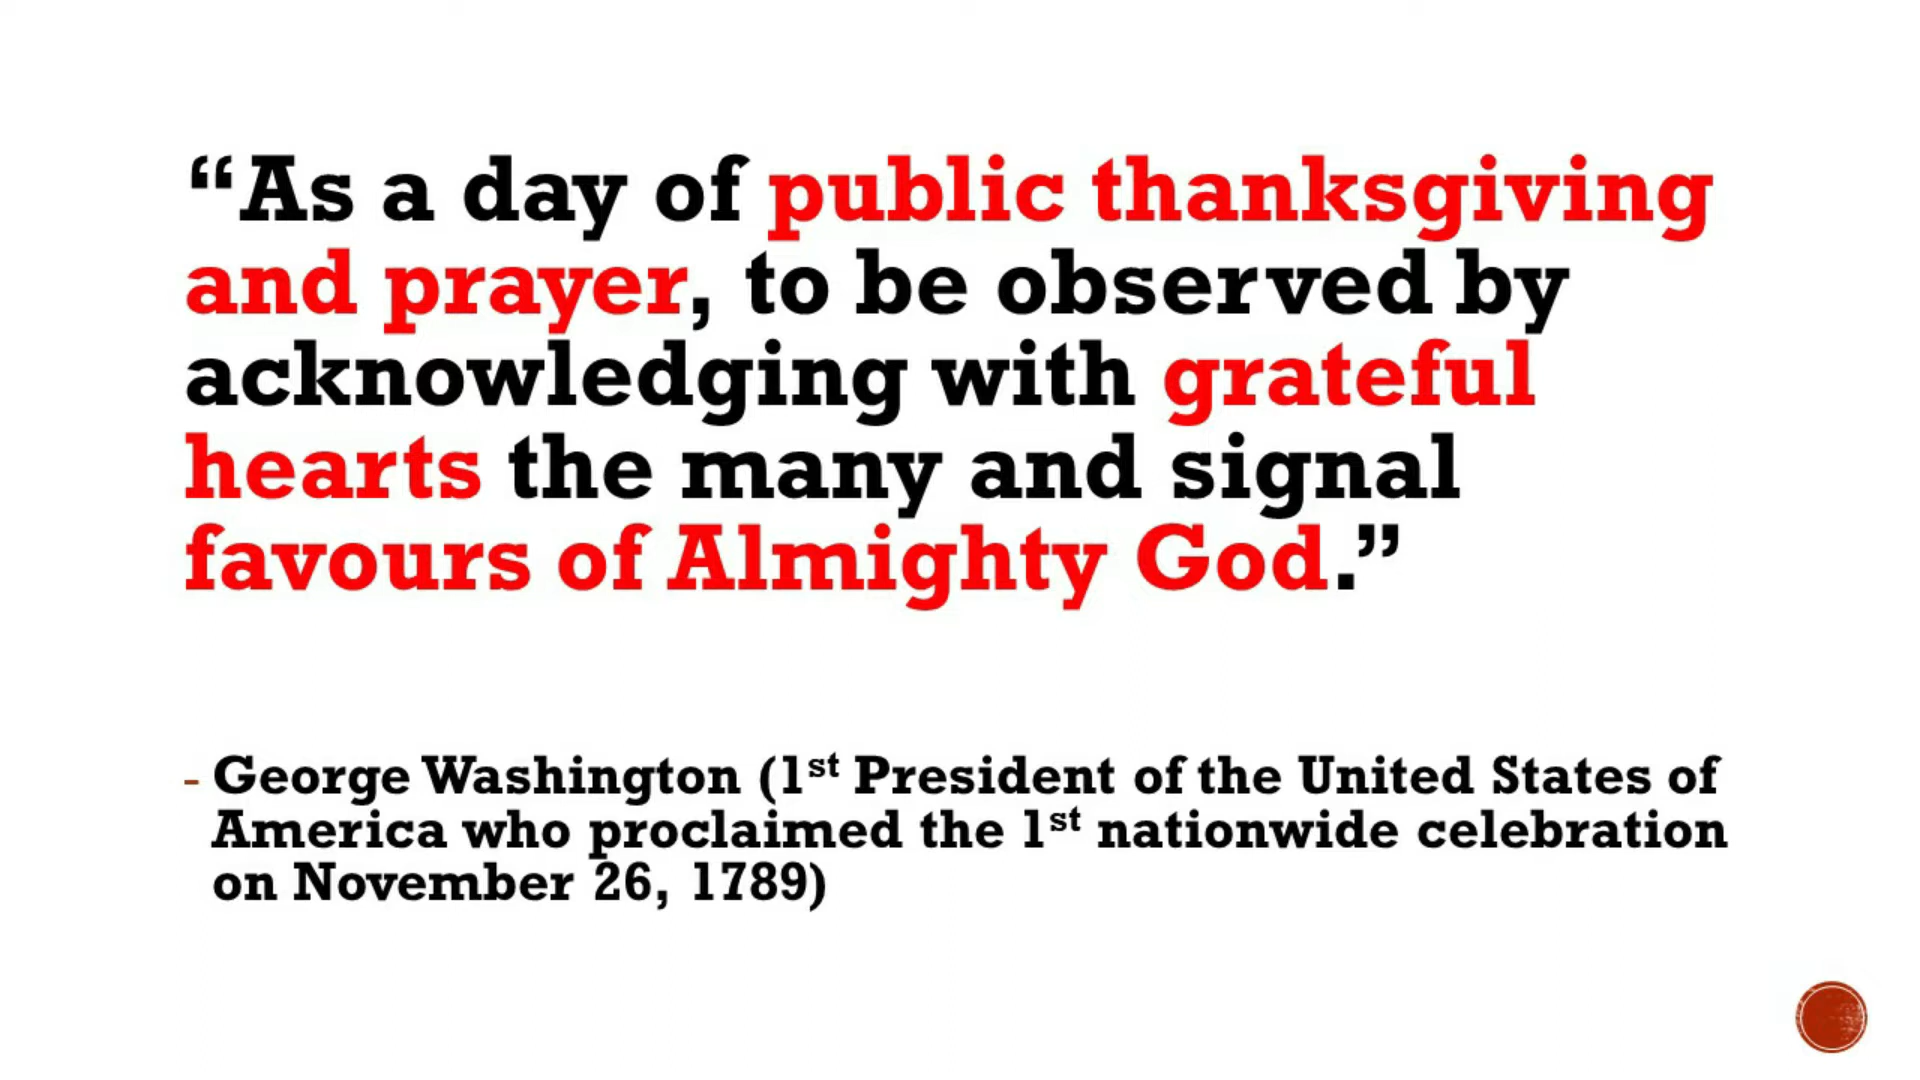 “As a day of public thanksgiving
and prayer, to be observed by
acknowledging with grateful
hearts the many and signal
favours of Almighty God.”
- George Washington (1st President of the United States of
America who proclaimed the 1st nationwide celebration
on November 26, 1789)